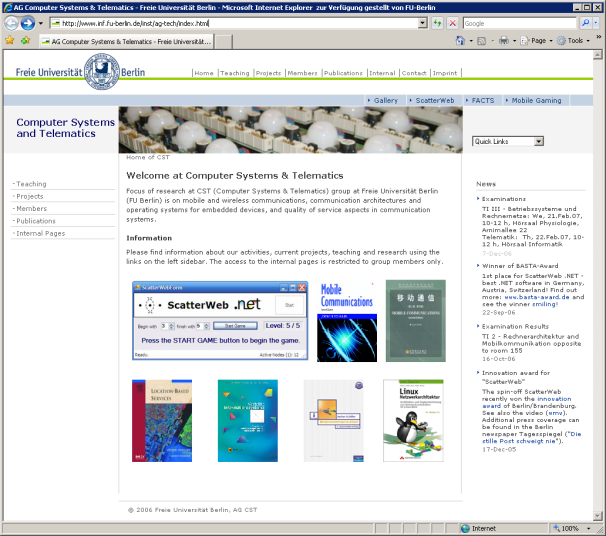 AG Computer Systems & Telematics - Freie Universität Berlin - Microsoft Internet Explorer zur Verfügung gestellt von FU-Berlin
http://www.inf.fu-berlin.de/inst/ag-tech/index.html
Google
AG Computer Systems & Telematics - Freie Universität...
Page
Tools
Freie Universität Berlin
Home | Teaching | Projects | Members | Publications | Internal | Contact | Imprint
Gallery
ScatterWeb
FACTS
Mobile Gaming
Computer Systems
and Telematics
Quick Links
Home of CST
- Teaching
- Projects
- Members
- Publications
- Internal Pages
Welcome at Computer Systems & Telematics
Focus of research at CST (Computer Systems & Telematics) group at Freie Universität Berlin
(FU Berlin) is on mobile and wireless communications, communication architectures and
operating systems for embedded devices, and quality of service aspects in communication
systems.
Information
Please find information about our activities, current projects, teaching and research using the
links on the left sidebar. The access to the internal pages is restricted to group members only.
ScatterWebForm
ScatterWeb .net
Start
Begin with 3 finish with 5 Start Game Level: 5 / 5
Press the START GAME button to begin the game.
Ready. Active Nodes (ID: 12
Mobile
Communications
移动通信
MOBILE COMMUNICATIONS
LOCATION-BASED
SERVICES
Linux
Netzwerkarchitektur
News
Examinations
TI III - Betriebssysteme und
Rechnernetze: We, 21.Feb.07,
10-12 h, Hörsaal Physiologie,
Arnimallee 22
Telematik: Th, 22.Feb.07, 10-
12 h, Hörsaal Informatik
7-Dec-06
Winner of BASTA-Award
1st place for ScatterWeb .NET -
best .NET software in Germany,
Austria, Switzerland! Find out
more: www.basta-award.de and
see the winner smiling!
22-Sep-06
Examination Results
TI 2 - Rechnerarchitektur and
Mobilkommunikation opposite
to room 155
16-Oct-06
Innovation award for
"ScatterWeb"
The spin-off ScatterWeb
recently won the innovation
award of Berlin/Brandenburg.
See also the video (wmv).
Additional press coverage can
be found in the Berlin
newspaper Tagesspiegel ("Die
stille Post schweigt nie").
17-Dec-05
© 2006 Freie Universität Berlin, AG CST
Internet
100%